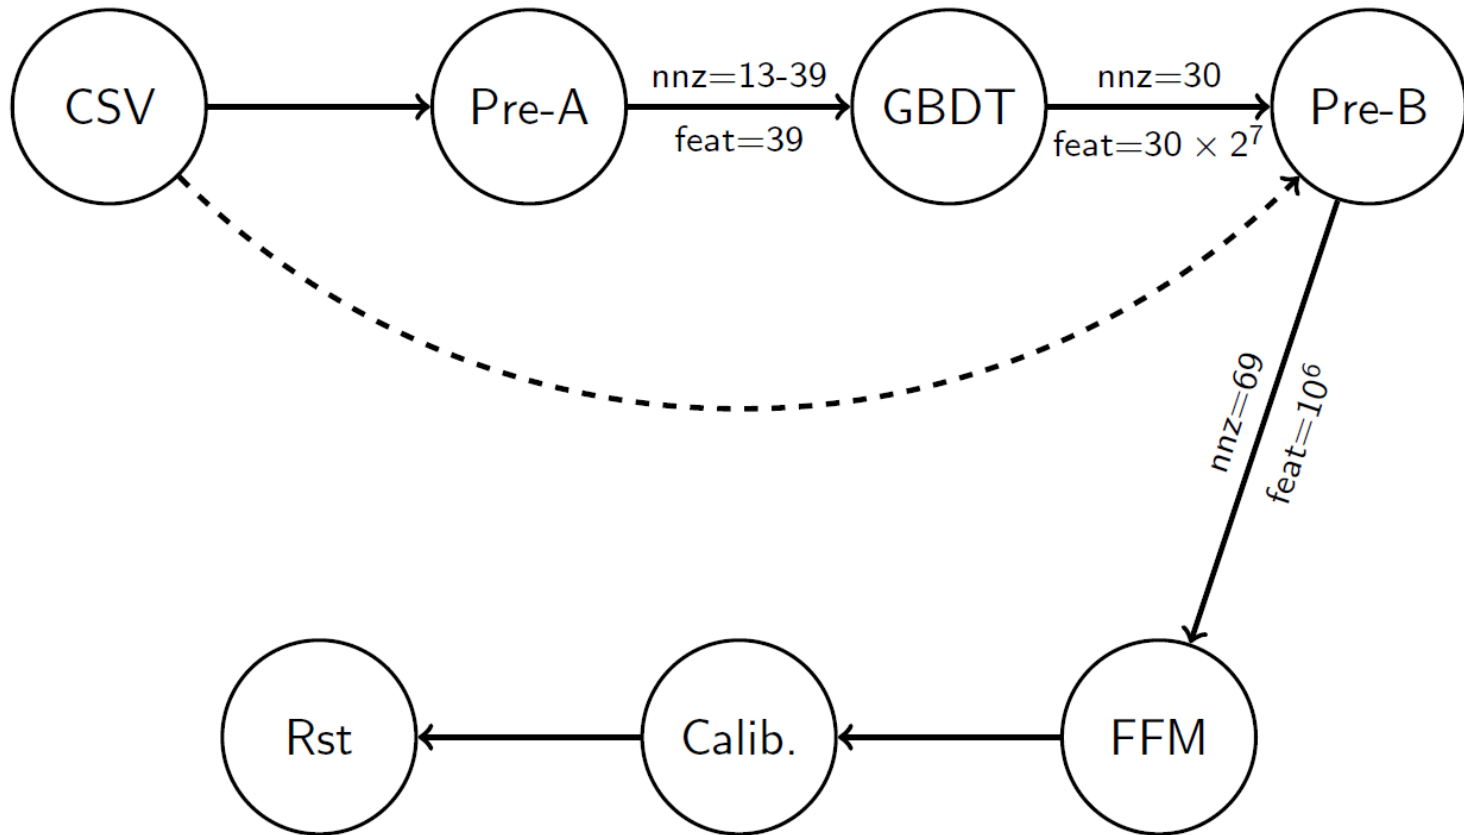 CSV
Pre-A
nnz=13-39
feat=39
GBDT
nnz=30
feat=30 × 2⁷
Pre-B
nnz=69
feat=10⁶
Rst
Calib.
FFM